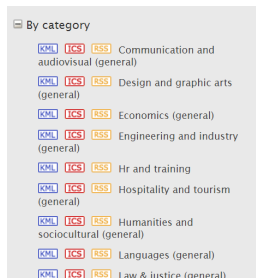 By category
KML ICS RSS Communication and
audiovisual (general)
KML ICS RSS Design and graphic arts
(general)
KML ICS RSS Economics (general)
KML ICS RSS Engineering and industry
(general)
KML ICS RSS Hr and training
KML ICS RSS Hospitality and tourism
(general)
KML ICS RSS Humanities and
sociocultural (general)
KML ICS RSS Languages (general)
KML ICS RSS Law & justice (general)